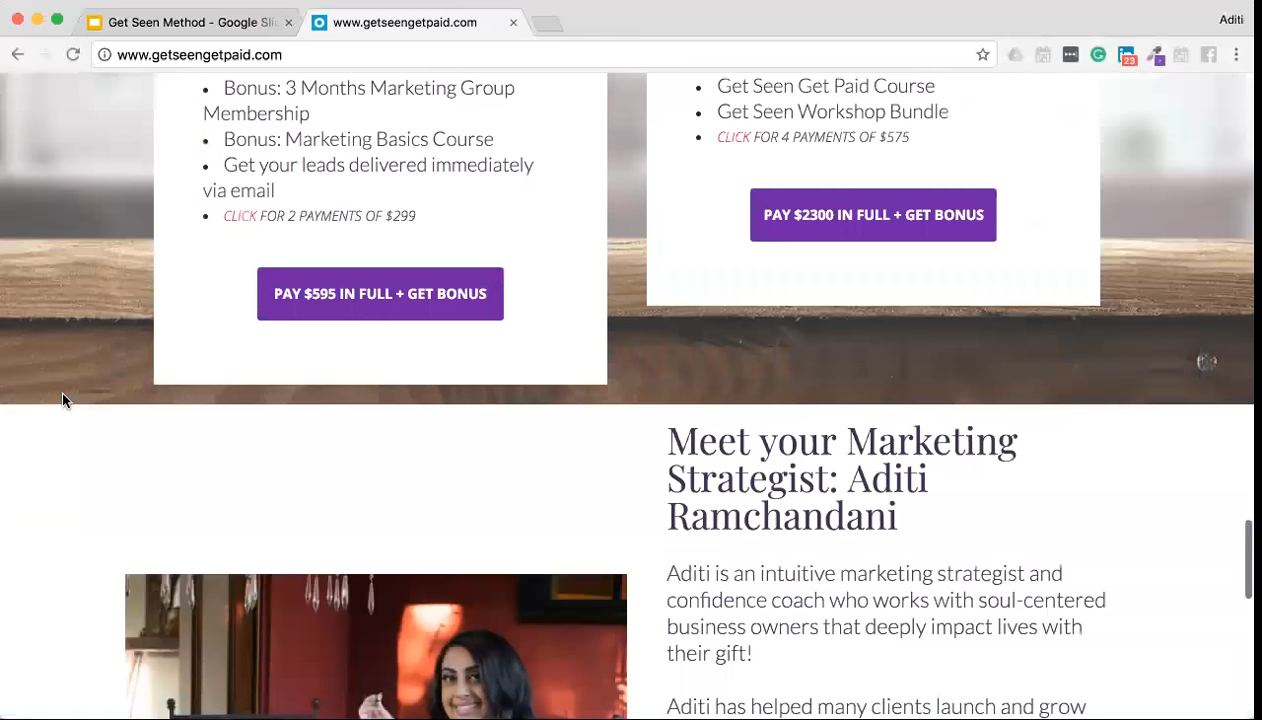 Get Seen Method - Google Sli
www.getseengetpaid.com
Aditi
www.getseengetpaid.com
23
• Bonus: 3 Months Marketing Group
Membership
• Bonus: Marketing Basics Course
• Get your leads delivered immediately
via email
• CLICK FOR 2 PAYMENTS OF $299
PAY $595 IN FULL + GET BONUS
• Get Seen Get Paid Course
• Get Seen Workshop Bundle
• CLICK FOR 4 PAYMENTS OF $575
PAY $2300 IN FULL + GET BONUS
Meet your Marketing
Strategist: Aditi
Ramchandani
Aditi is an intuitive marketing strategist and
confidence coach who works with soul-centered
business owners that deeply impact lives with
their gift!
Aditi has helped many clients launch and grow